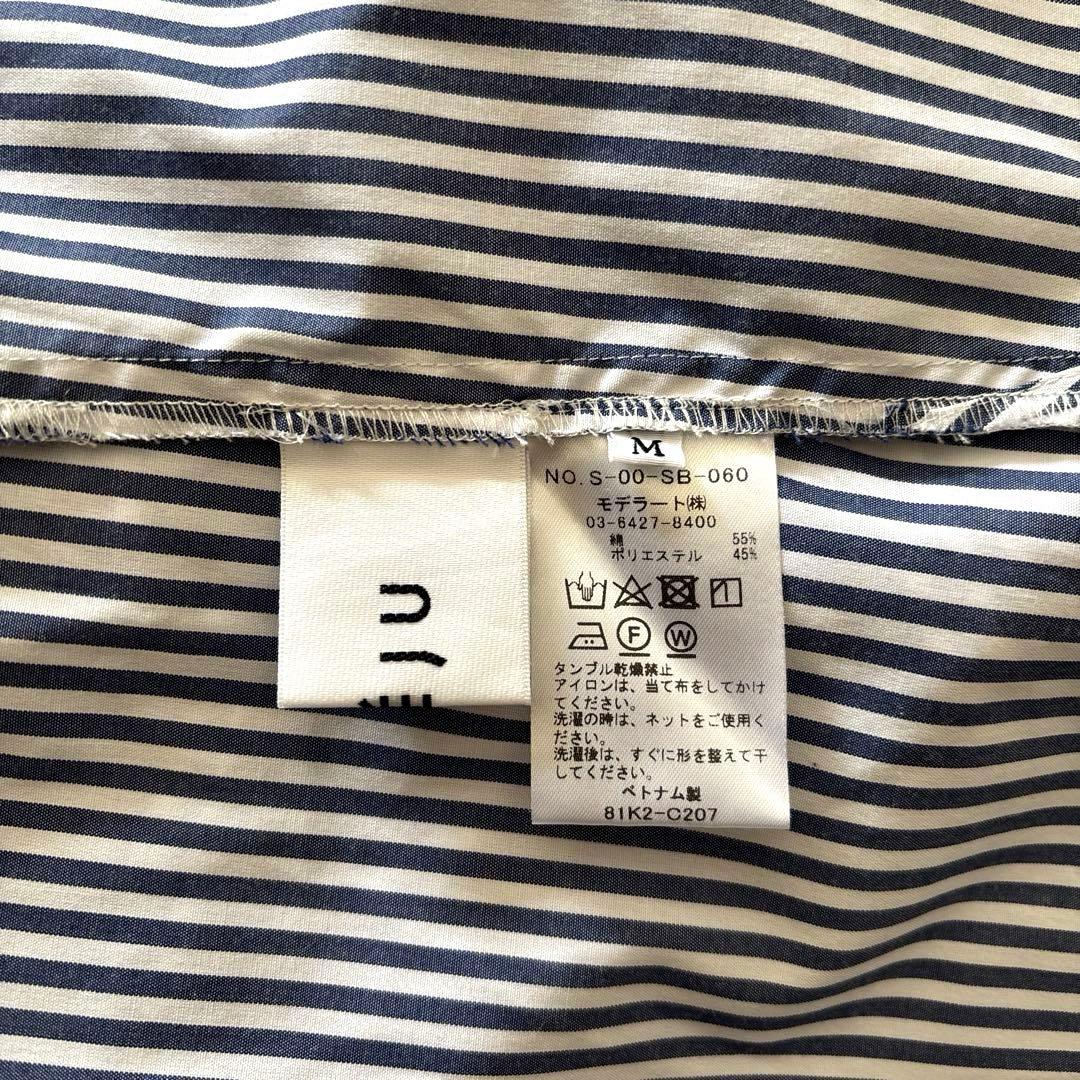 M
NO.S-00-SB-060
モデラート㈱
03-6427-8400
綿 55%
ポリエステル 45%
F W
タンブル乾燥禁止
アイロンは、当て布をしてかけ
てください。
洗濯の時は、ネットをご使用く
ださい。
洗濯後は、すぐに形を整えて干
してください。
ベトナム製
81K2-C207